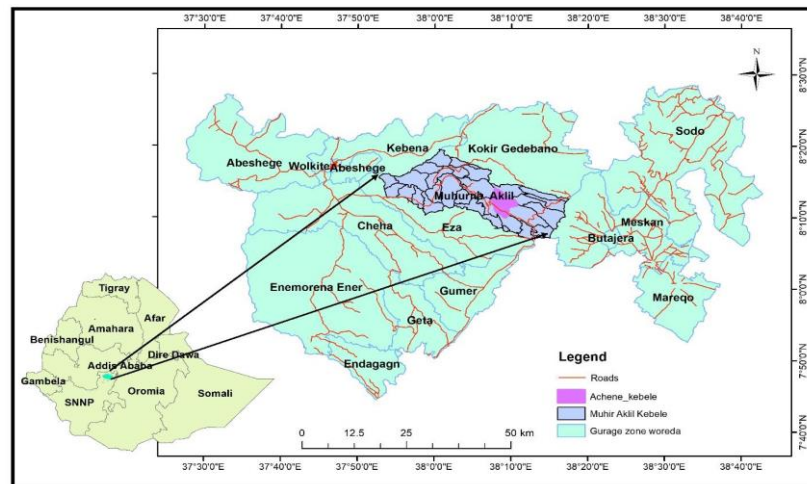 37°30'0"E 37°40'0"E 37°50'0"E 38°0'0"E 38°10'0"E 38°20'0"E 38°30'0"E 38°40'0"E
N
8°30'0"N
8°20'0"N
8°10'0"N
8°0'0"N
7°50'0"N
7°40'0"N
Sodo
Kebena
Kokir Gedebano
Abeshege
Wolkite
Abeshege
Muhurna Aklil
Meskan
Cheha
Eza
Butajera
Enemorena Ener
Gumer
Mareqo
Geta
Endagagn
Tigray
Afar
Amahara
Benishangul
Dire Dawa
Addis Ababa
Gambela
Oromia
Somali
SNNP
Legend
Roads
Achene_kebele
Muhir Aklil Kebele
Gurage zone woreda
0 12.5 25 50 km
37°30'0"E 37°40'0"E 37°50'0"E 38°0'0"E 38°10'0"E 38°20'0"E 38°30'0"E 38°40'0"E